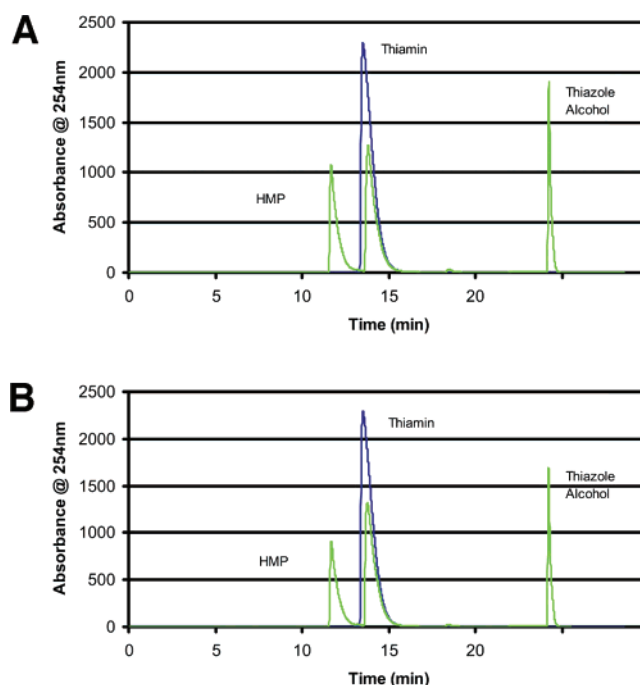 A
Absorbance @ 254nm
2500
2000
1500
1000
500
0
Thiamin
Thiazole
Alcohol
HMP
0 5 10 15 20
Time (min)
B
Absorbance @ 254nm
2500
2000
1500
1000
500
0
Thiamin
Thiazole
Alcohol
HMP
0 5 10 15 20
Time (min)